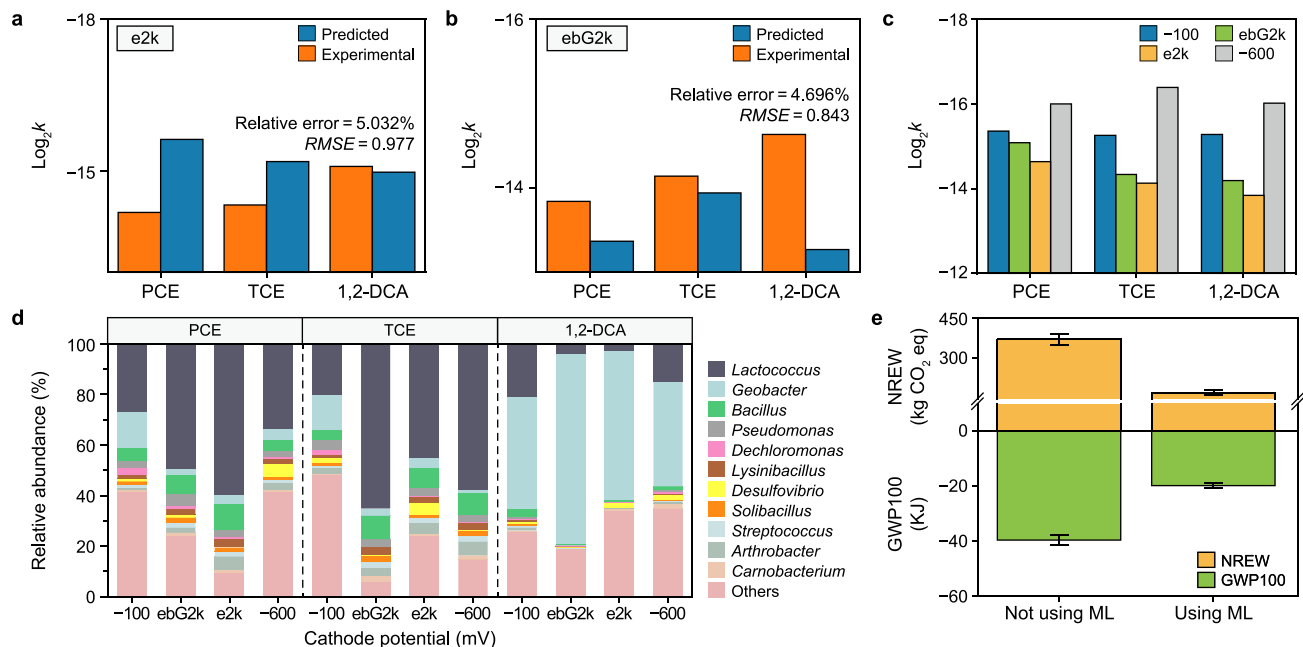 a
e2k
Predicted
Experimental
Relative error = 5.032%
RMSE = 0.977
Log₂k
−18
−15
PCE
TCE
1,2-DCA
b
ebG2k
Predicted
Experimental
Relative error = 4.696%
RMSE = 0.843
Log₂k
−16
−14
PCE
TCE
1,2-DCA
c
−100
ebG2k
e2k
−600
Log₂k
−18
−16
−14
−12
PCE
TCE
1,2-DCA
d
PCE
TCE
1,2-DCA
Relative abundance (%)
100
80
60
40
20
0
−100
ebG2k
e2k
−600
−100
ebG2k
e2k
−600
−100
ebG2k
e2k
−600
Cathode potential (mV)
Lactococcus
Geobacter
Bacillus
Pseudomonas
Dechloromonas
Lysinibacillus
Desulfovibrio
Solibacillus
Streptococcus
Arthrobacter
Carnobacterium
Others
e
NREW
(kg CO₂ eq)
GWP100
(KJ)
450
300
0
−20
−40
−60
NREW
GWP100
Not using ML
Using ML